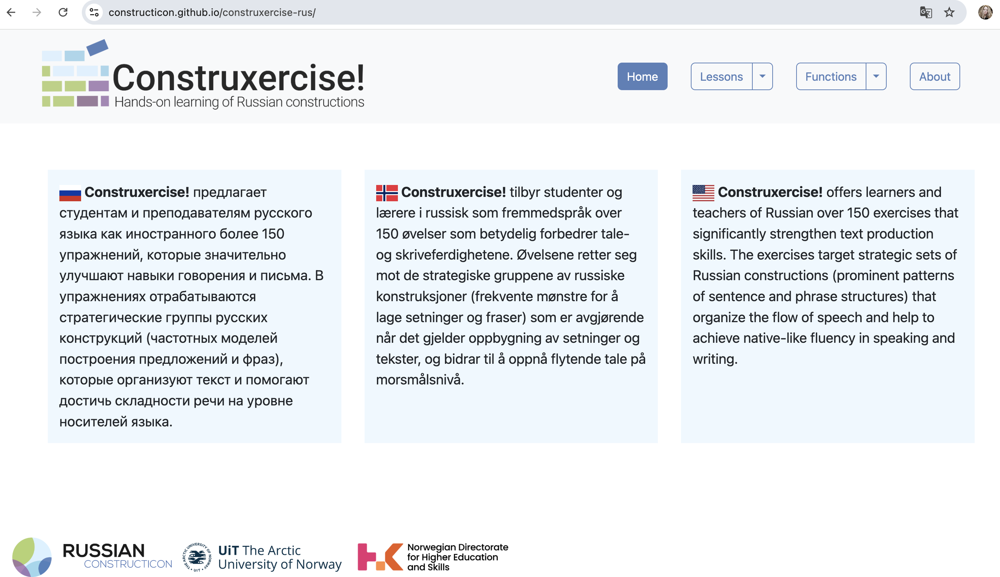 constructicon.github.io/construxercise-rus/
Construxercise!
Hands-on learning of Russian constructions
Home
Lessons
Functions
About
Construxercise! предлагает
студентам и преподавателям русского
языка как иностранного более 150
упражнений, которые значительно
улучшают навыки говорения и письма. В
упражнениях отрабатываются
стратегические группы русских
конструкций (частотных моделей
построения предложений и фраз),
которые организуют текст и помогают
достичь складности речи на уровне
носителей языка.
Construxercise! tilbyr studenter og
lærere i russisk som fremmedspråk over
150 øvelser som betydelig forbedrer tale-
og skriveferdighetene. Øvelsene retter seg
mot de strategiske gruppene av russiske
konstruksjoner (frekvente mønstre for å
lage setninger og fraser) som er avgjørende
når det gjelder oppbygning av setninger og
tekster, og bidrar til å oppnå flytende tale på
morsmålsnivå.
Construxercise! offers learners and
teachers of Russian over 150 exercises that
significantly strengthen text production
skills. The exercises target strategic sets of
Russian constructions (prominent patterns
of sentence and phrase structures) that
organize the flow of speech and help to
achieve native-like fluency in speaking and
writing.
RUSSIAN
CONSTRUCTICON
THE ARCTIC UNIVERSITY OF NORWAY • UiT •
UiT The Arctic
University of Norway
Norwegian Directorate
for Higher Education
and Skills